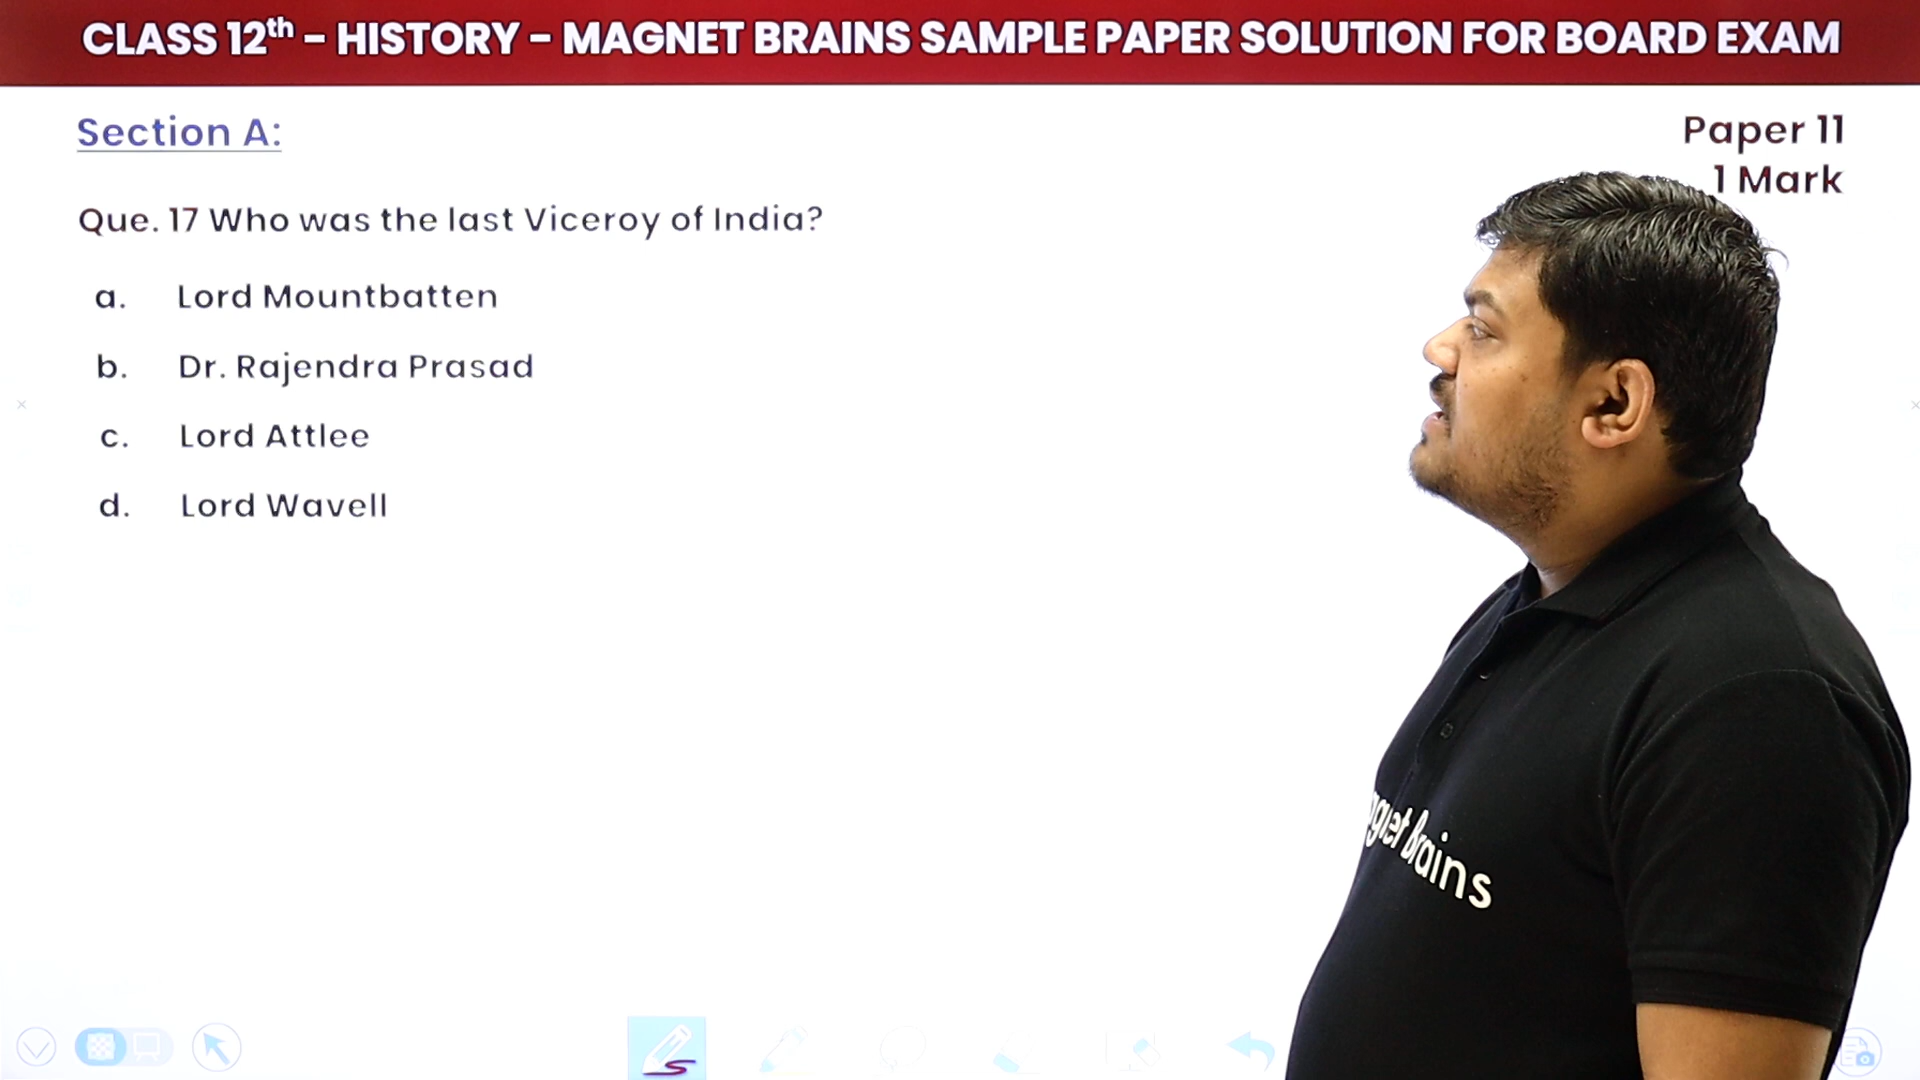 CLASS 12th - HISTORY - MAGNET BRAINS SAMPLE PAPER SOLUTION FOR BOARD EXAM
Section A:
Paper 11
1 Mark
Que. 17 Who was the last Viceroy of India?
a. Lord Mountbatten
b. Dr. Rajendra Prasad
c. Lord Attlee
d. Lord Wavell
Brains